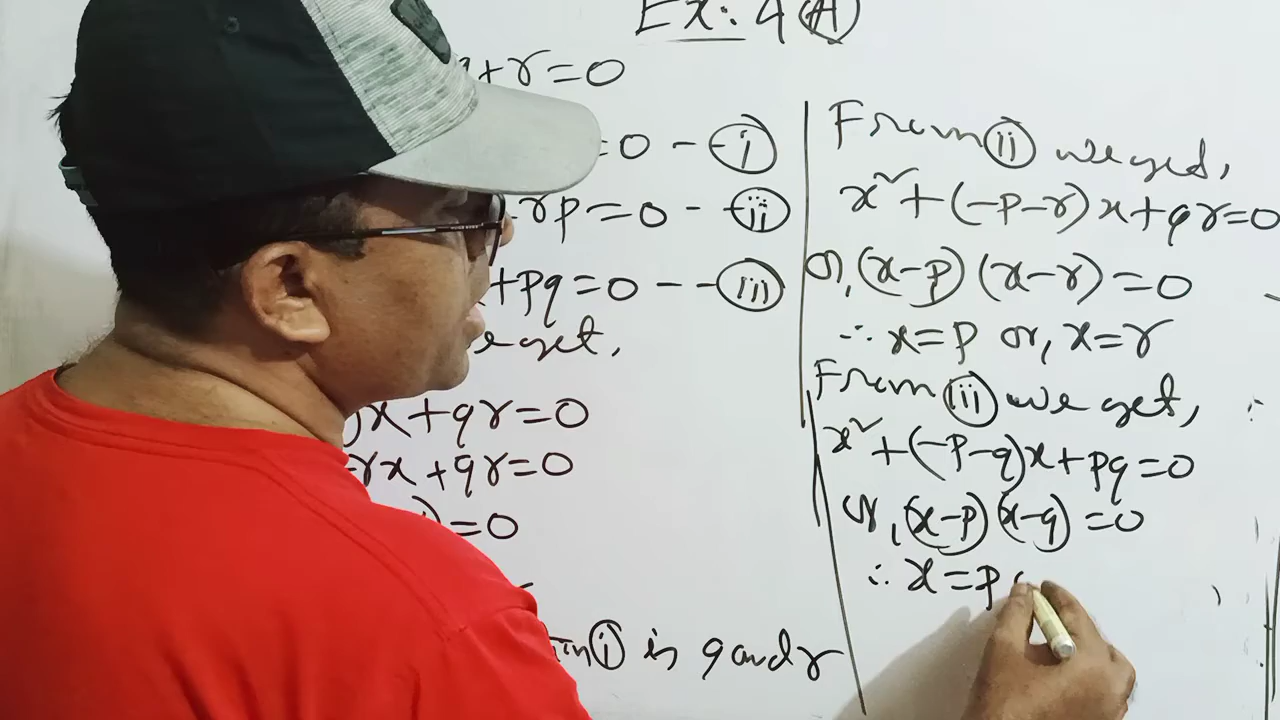 Ex: 4 (A)
q+r=0
=0 - (i)
rp=0 - - (ii)
+pq=0 - - (iii)
we get,
)x+qr=0
-rx+qr=0
)=0
(i) is q and r
From (ii) we get,
x²+(-p-r)x+qr=0
or, (x-p)(x-r)=0
∴ x=p or, x=r
From (iii) we get,
x²+(-p-q)x+pq=0
or, (x-p)(x-q)=0
∴ x=p